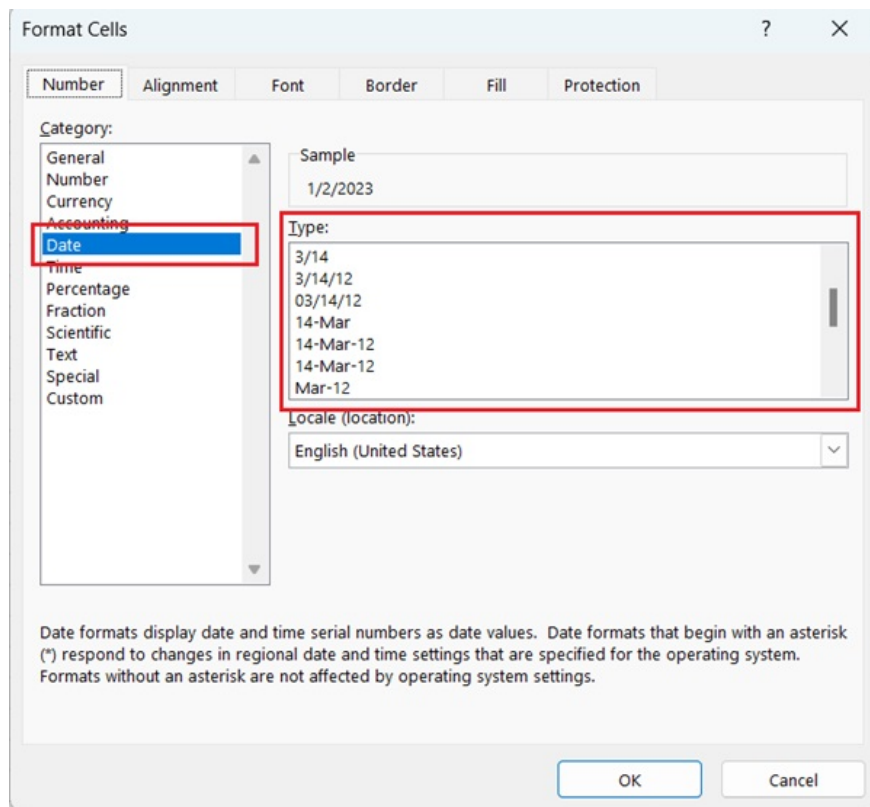 Format Cells
?
Number Alignment Font Border Fill Protection
Category:
General
Number
Currency
Accounting
Date
Time
Percentage
Fraction
Scientific
Text
Special
Custom
Sample
1/2/2023
Type:
3/14
3/14/12
03/14/12
14-Mar
14-Mar-12
14-Mar-12
Mar-12
Locale (location):
English (United States)
Date formats display date and time serial numbers as date values. Date formats that begin with an asterisk
(*) respond to changes in regional date and time settings that are specified for the operating system.
Formats without an asterisk are not affected by operating system settings.
OK Cancel